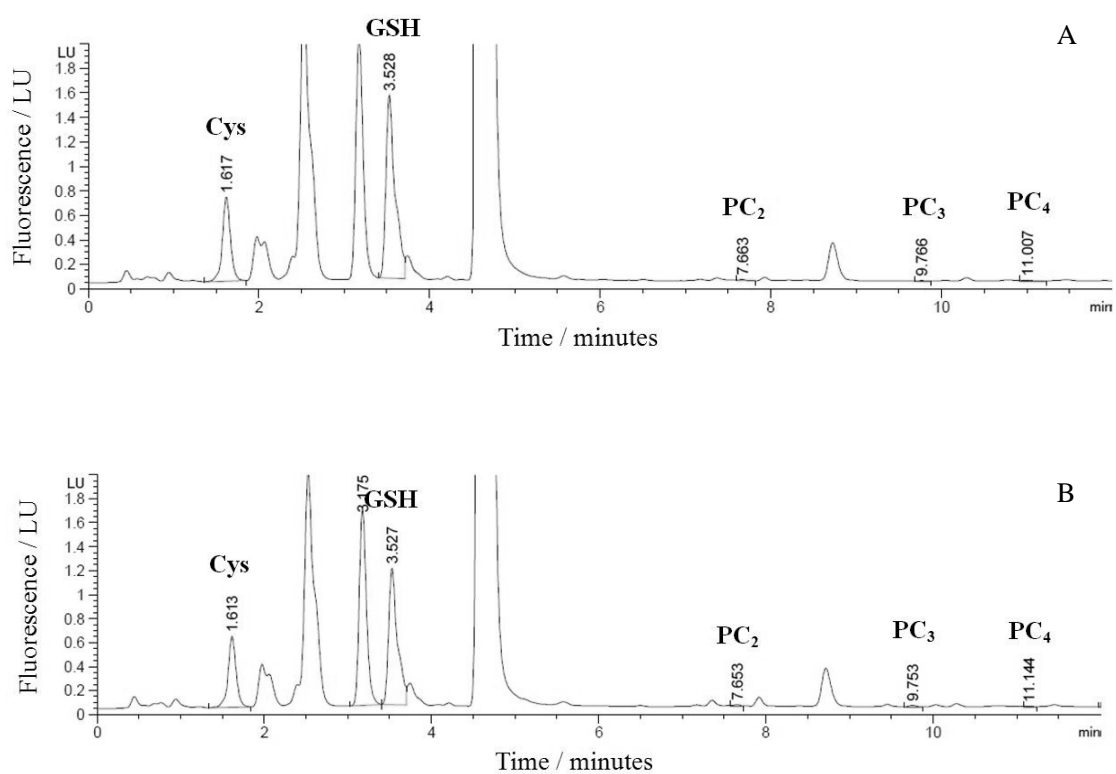 A
GSH
LU
1.8
1.6
1.4
1.2
1
0.8
0.6
0.4
0.2
0
Fluorescence / LU
Cys
1.617
3.528
PC₂
7.663
PC₃
9.766
PC₄
11.007
0 2 4 6 8 10 min
Time / minutes
B
LU
1.8
1.6
1.4
1.2
1
0.8
0.6
0.4
0.2
0
Fluorescence / LU
Cys
1.613
3.175
GSH
3.527
PC₂
7.653
PC₃
9.753
PC₄
11.144
0 2 4 6 8 10 min
Time / minutes